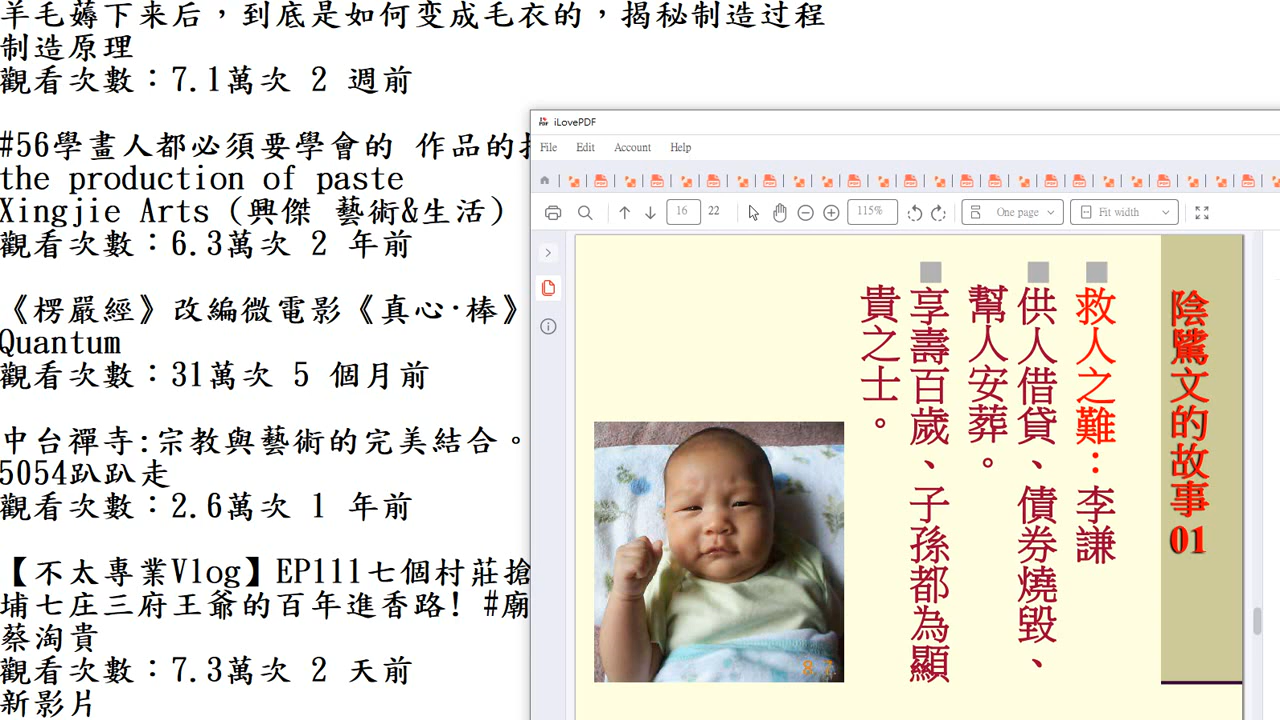 羊毛薅下来后，到底是如何变成毛衣的，揭秘制造过程
制造原理
觀看次數：7.1萬次 2 週前
#56學畫人都必須要學會的 作品的
the production of paste
Xingjie Arts (興傑 藝術&生活)
觀看次數：6.3萬次 2 年前
《楞嚴經》改編微電影《真心·棒》
Quantum
觀看次數：31萬次 5 個月前
中台禪寺:宗教與藝術的完美結合。
5054趴趴走
觀看次數：2.6萬次 1 年前
【不太專業Vlog】EP111七個村莊搶
埔七庄三府王爺的百年進香路! #廟
蔡淘貴
觀看次數：7.3萬次 2 天前
新影片
iLovePDF
File Edit Account Help
16 22 115% One page Fit width
陰騭文的故事01
救人之難：李謙
供人借貸、債券燒毀、
幫人安葬。
享壽百歲、子孫都為顯
貴之士。